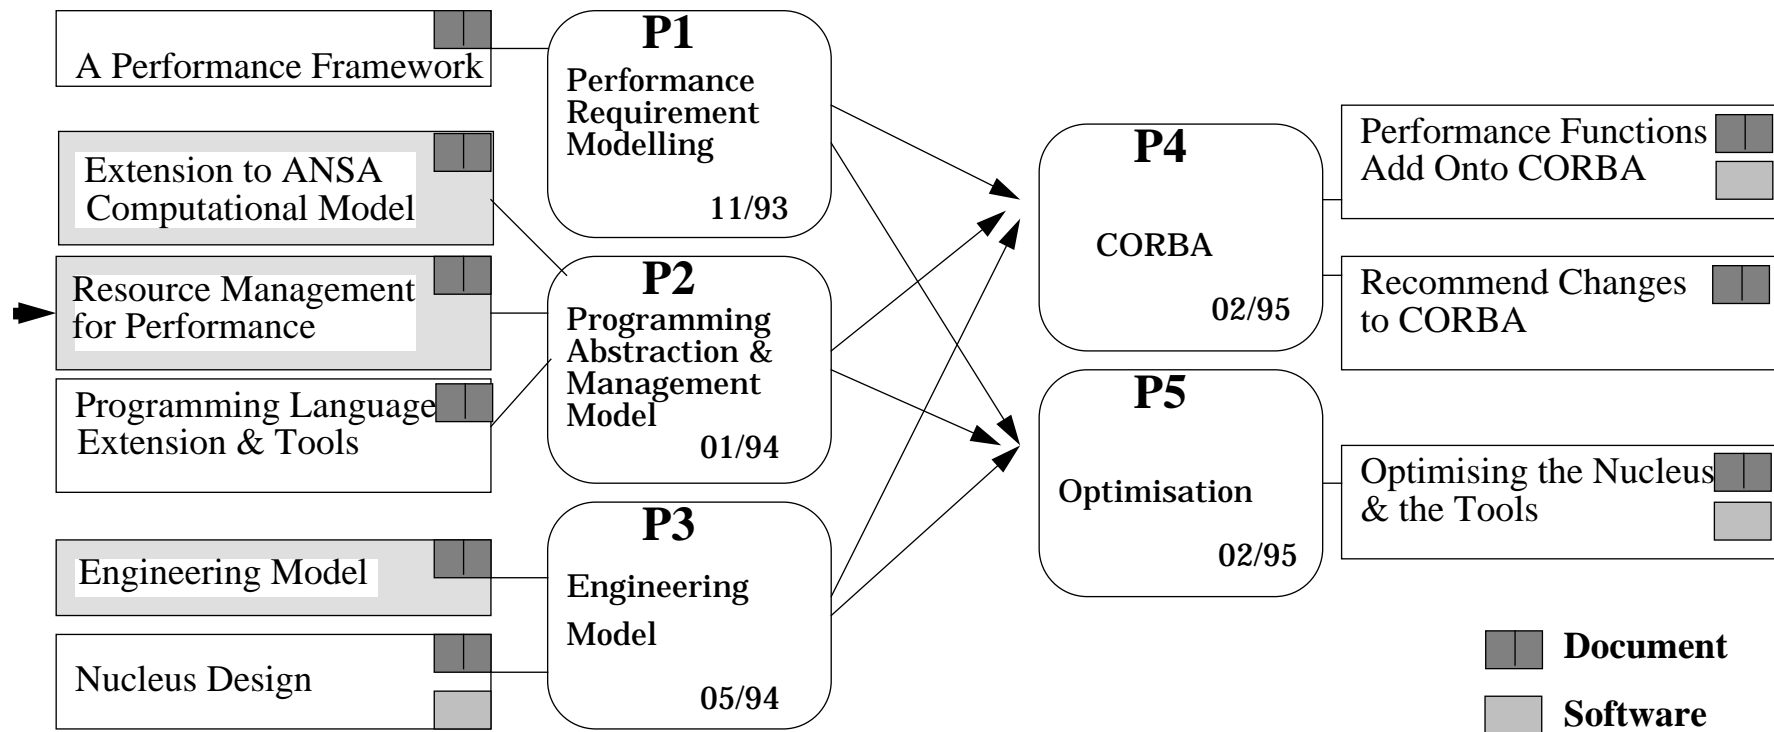 A Performance Framework
Extension to ANSA
Computational Model
Resource Management
for Performance
Programming Language
Extension & Tools
Engineering Model
Nucleus Design
P1
Performance
Requirement
Modelling
11/93
P2
Programming
Abstraction &
Management
Model
01/94
P3
Engineering
Model
05/94
P4
CORBA
02/95
P5
Optimisation
02/95
Performance Functions
Add Onto CORBA
Recommend Changes
to CORBA
Optimising the Nucleus
& the Tools
Document
Software